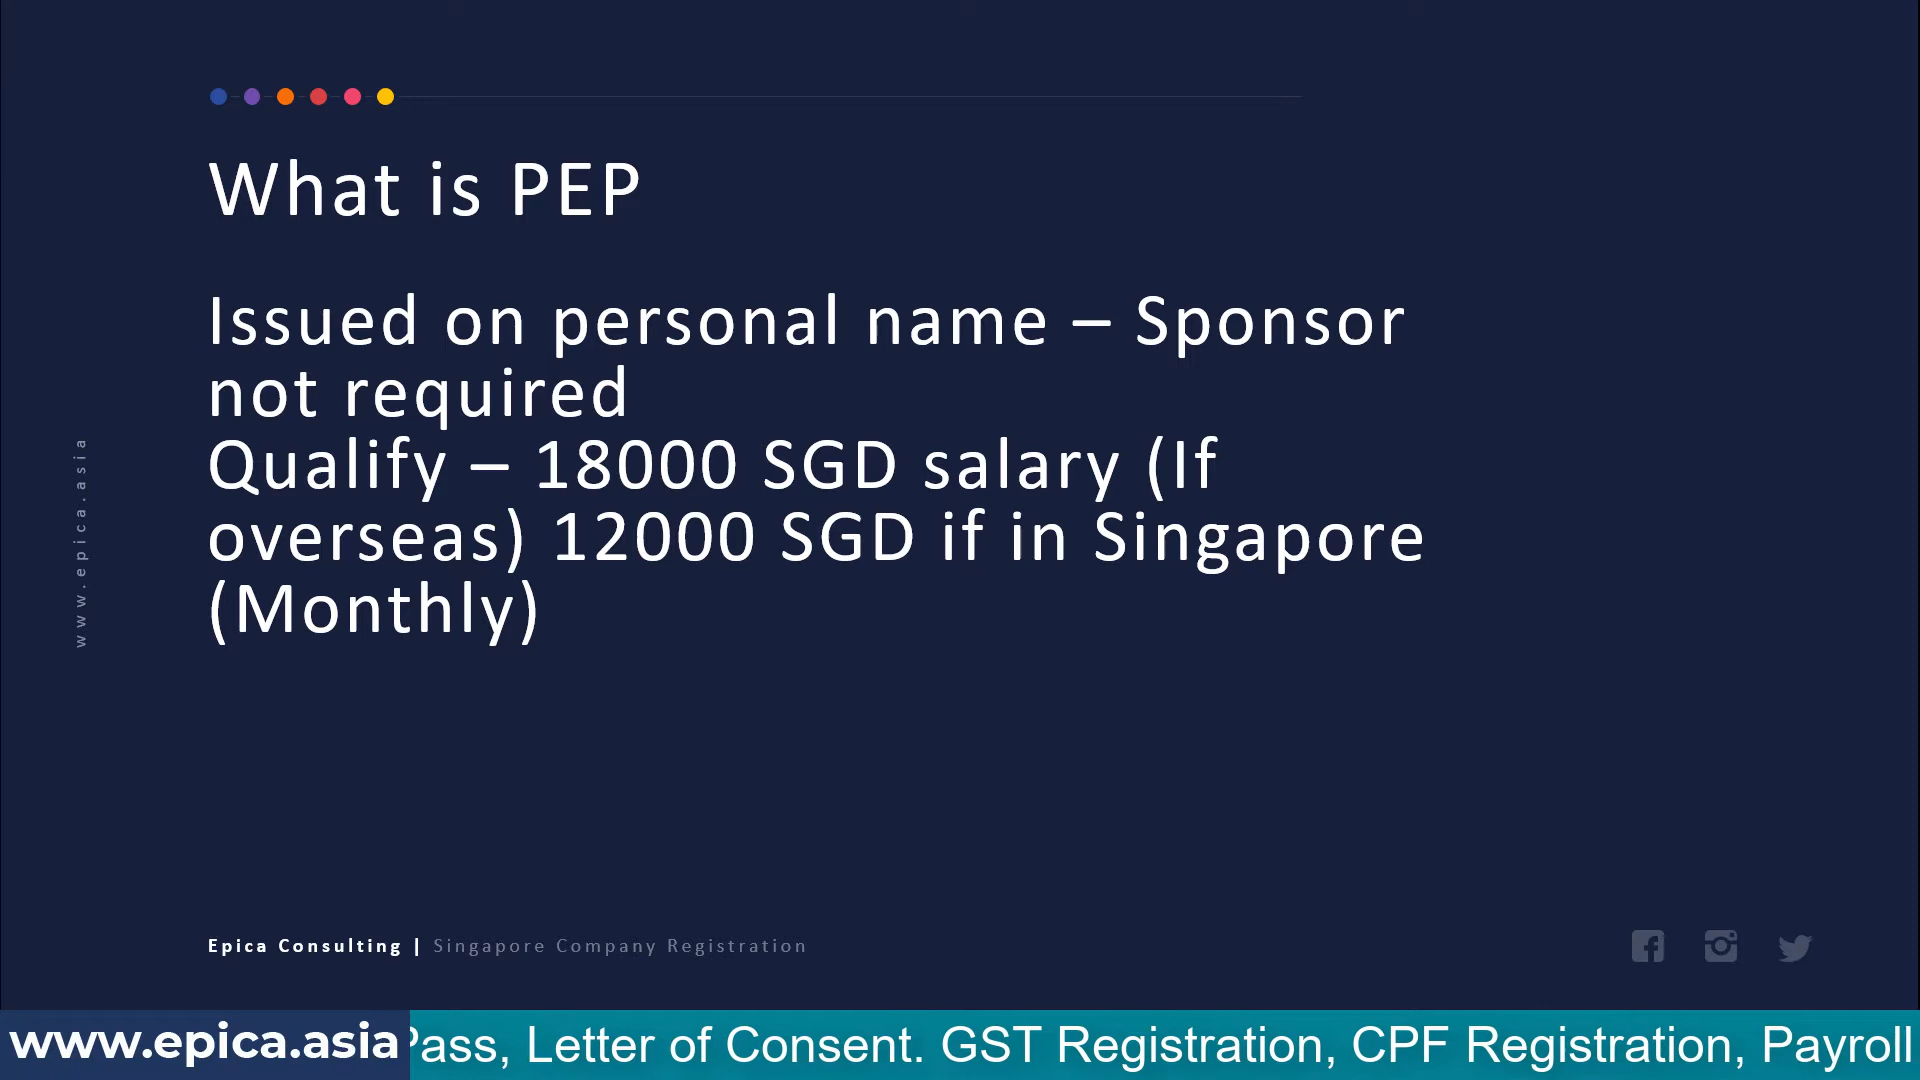 What is PEP
Issued on personal name – Sponsor
not required
Qualify – 18000 SGD salary (If
overseas) 12000 SGD if in Singapore
(Monthly)
www.epica.asia
Epica Consulting | Singapore Company Registration
www.epica.asia
Pass, Letter of Consent. GST Registration, CPF Registration, Payroll